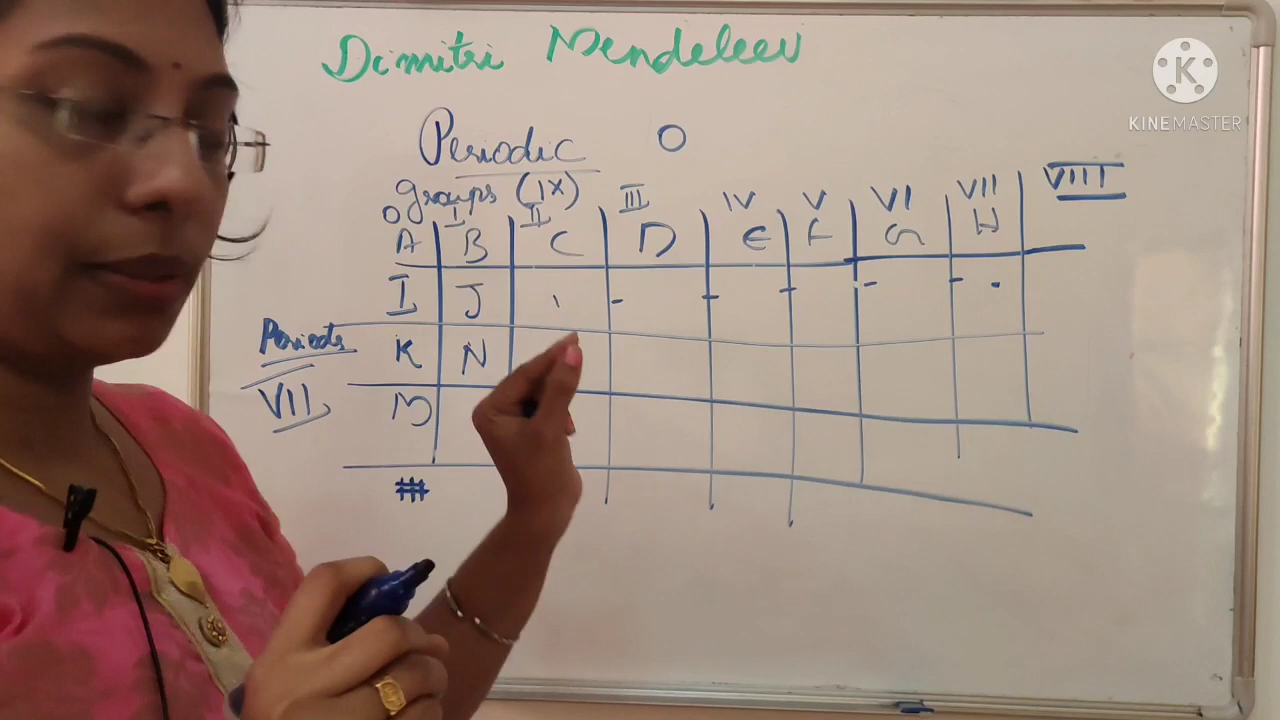 Dimitri Mendeleev
KINEMASTER
Periodic O
Groups (IX)
O I II III IV V VI VII VIII
A B C D E F G H
I J
Periods
K N
VII
M